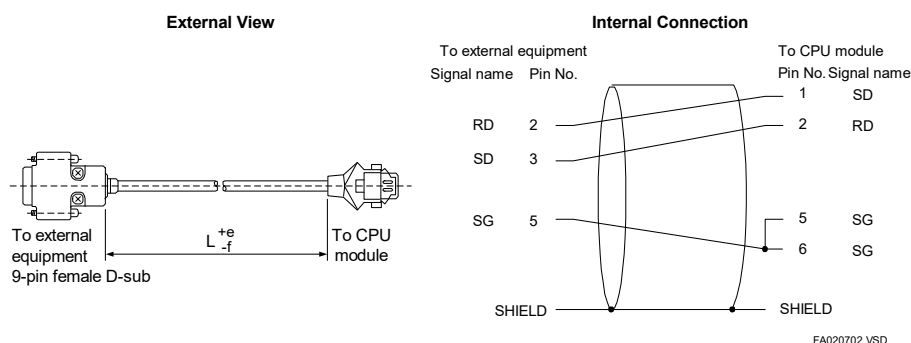 External View
To external
equipment
9-pin female D-sub
L +e -f
To CPU
module
Internal Connection
To external equipment
To CPU module
Signal name Pin No.
Pin No. Signal name
1 SD
RD 2
2 RD
SD 3
SG 5
5 SG
6 SG
SHIELD
SHIELD
FA020702.VSD